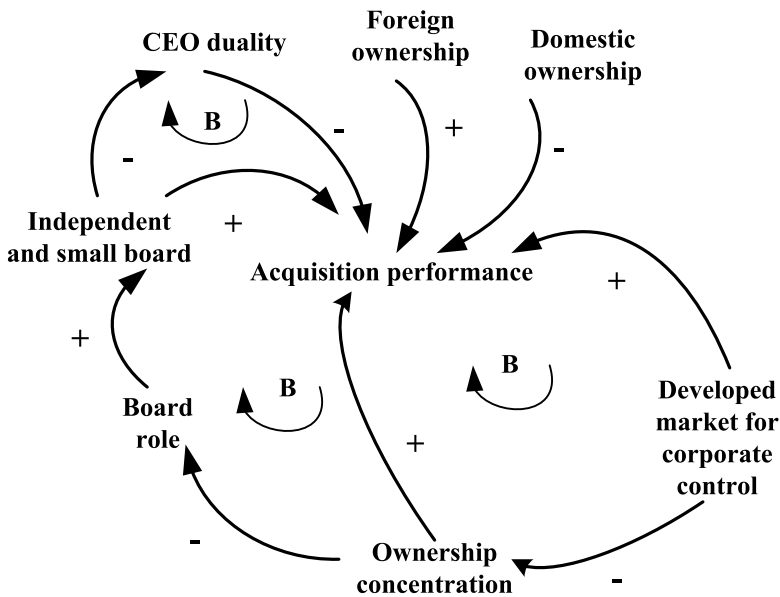 Foreign
ownership
CEO duality
Domestic
ownership
B
-
+
-
-
Independent
and small board
+
Acquisition performance
+
+
B
B
Board
role
Developed
market for
corporate
control
+
-
Ownership
concentration
-